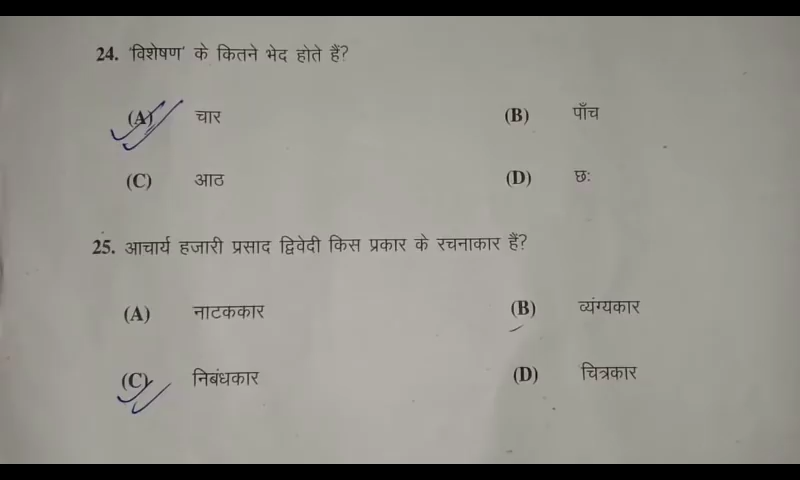 24. 'विशेषण' के कितने भेद होते हैं?
(A) चार (B) पाँच
(C) आठ (D) छः
25. आचार्य हजारी प्रसाद द्विवेदी किस प्रकार के रचनाकार हैं?
(A) नाटककार (B) व्यंग्यकार
(C) निबंधकार (D) चित्रकार